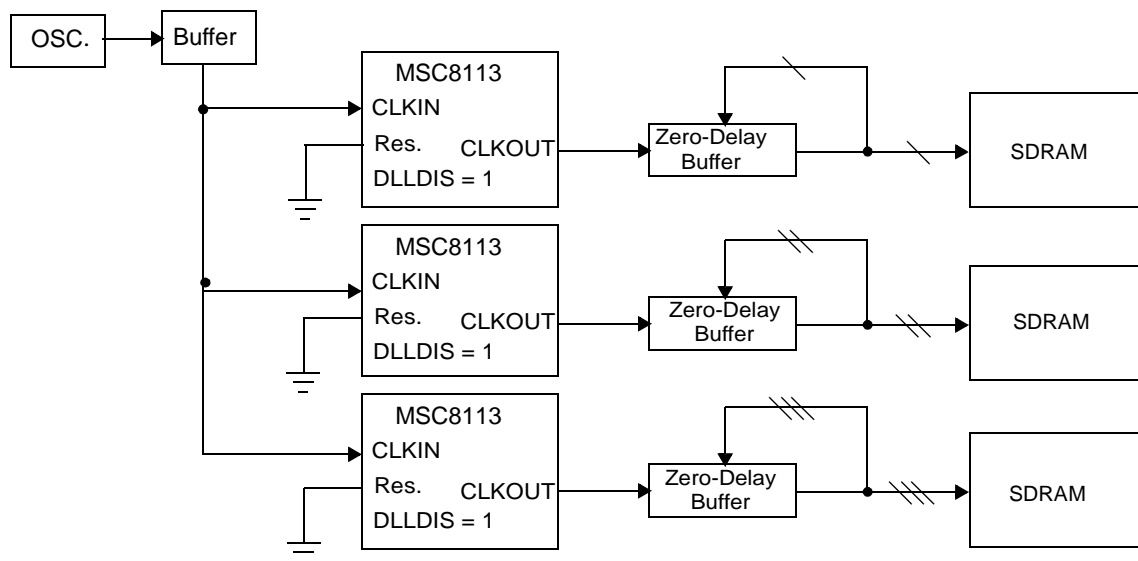 OSC.
Buffer
MSC8113
CLKIN
Res.
CLKOUT
DLLDIS = 1
Zero-Delay
Buffer
SDRAM
MSC8113
CLKIN
Res.
CLKOUT
DLLDIS = 1
Zero-Delay
Buffer
SDRAM
MSC8113
CLKIN
Res.
CLKOUT
DLLDIS = 1
Zero-Delay
Buffer
SDRAM